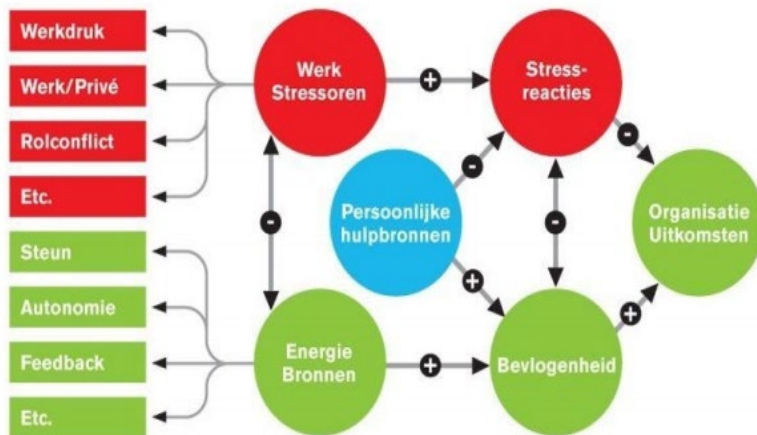 Werkdruk
Werk/Privé
Rolconflict
Etc.
Steun
Autonomie
Feedback
Etc.
Werk
Stressoren
+
Stress-
reacties
-
-
-
Persoonlijke
hulpbronnen
-
+
Organisatie
Uitkomsten
+
Energie
Bronnen
+
Bevlogenheid